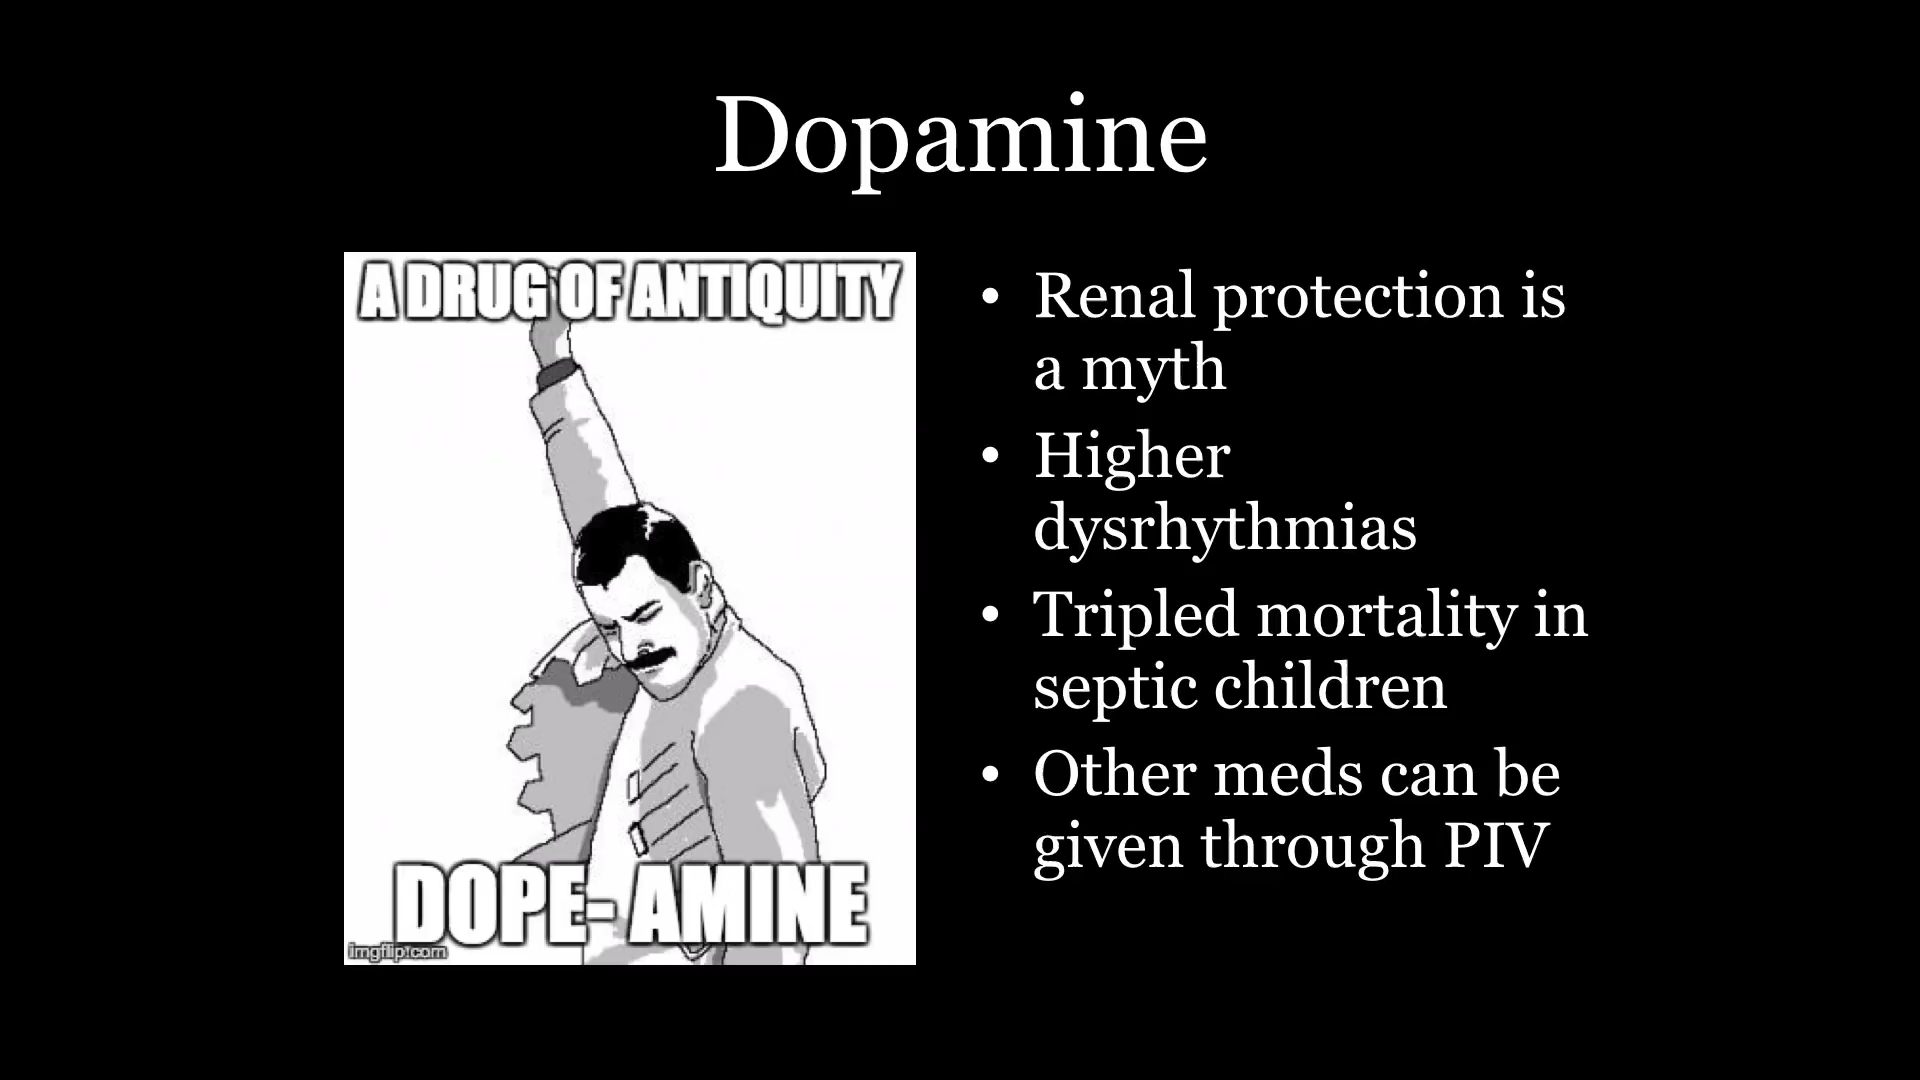 Dopamine
A DRUG OF ANTIQUITY
DOPE- AMINE
imgflip.com
• Renal protection is
a myth
• Higher
dysrhythmias
• Tripled mortality in
septic children
• Other meds can be
given through PIV